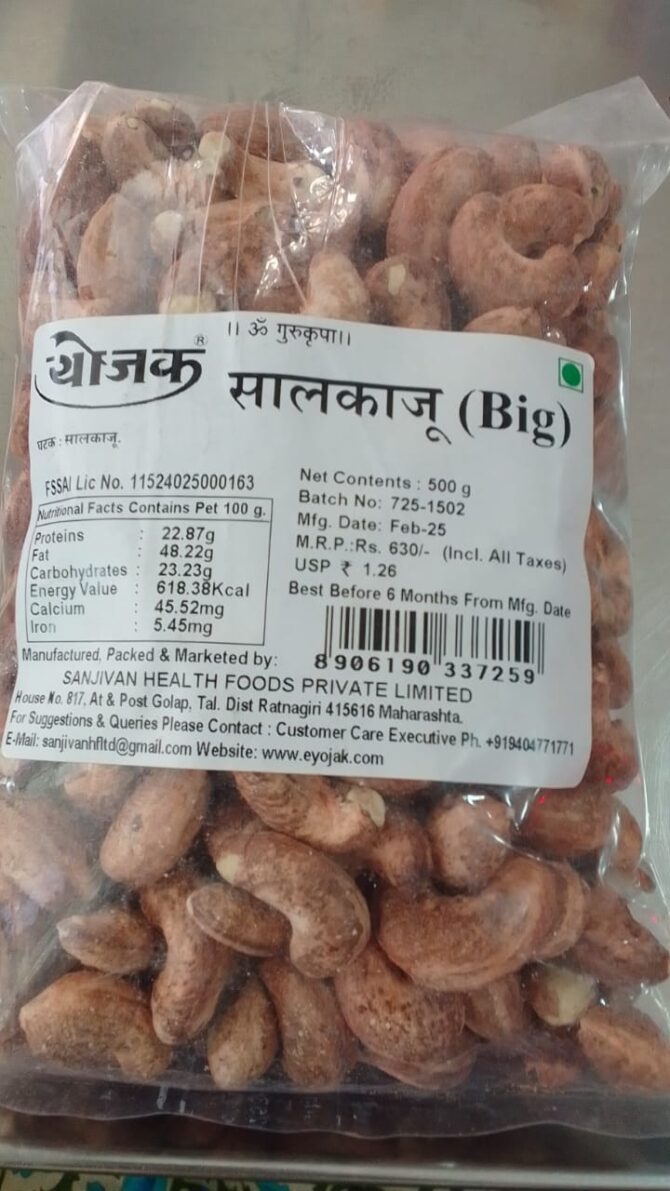 ।। ॐ गुरुकृपा।।
योजक®
सालकाजू (Big)
घटक : सालकाजू.
FSSAI Lic No. 11524025000163
Nutritional Facts Contains Pet 100 g.
Proteins : 22.87g
Fat : 48.22g
Carbohydrates : 23.23g
Energy Value : 618.38Kcal
Calcium : 45.52mg
Iron : 5.45mg
Net Contents : 500 g
Batch No: 725-1502
Mfg. Date: Feb-25
M.R.P.:Rs. 630/- (Incl. All Taxes)
USP ₹ 1.26
Best Before 6 Months From Mfg. Date
8906190337259
Manufactured, Packed & Marketed by:
SANJIVAN HEALTH FOODS PRIVATE LIMITED
House No. 817, At & Post Golap, Tal. Dist Ratnagiri 415616 Maharashta.
For Suggestions & Queries Please Contact : Customer Care Executive Ph. +919404771771
E-Mail: sanjivanhfltd@gmail.com Website: www.eyojak.com